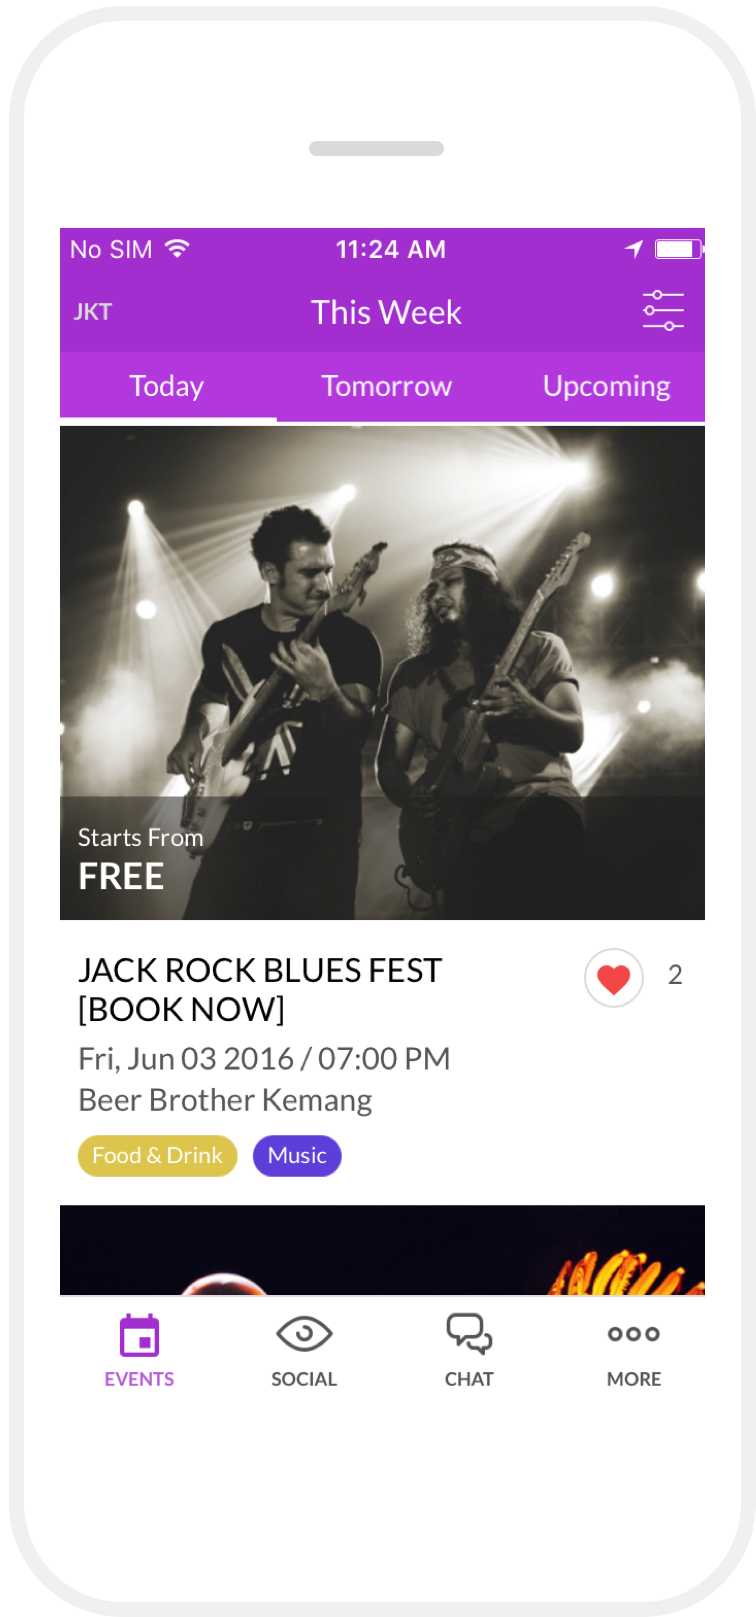 No SIM 11:24 AM
JKT This Week
Today Tomorrow Upcoming
Starts From
FREE
JACK ROCK BLUES FEST
[BOOK NOW]
2
Fri, Jun 03 2016 / 07:00 PM
Beer Brother Kemang
Food & Drink Music
EVENTS SOCIAL CHAT MORE